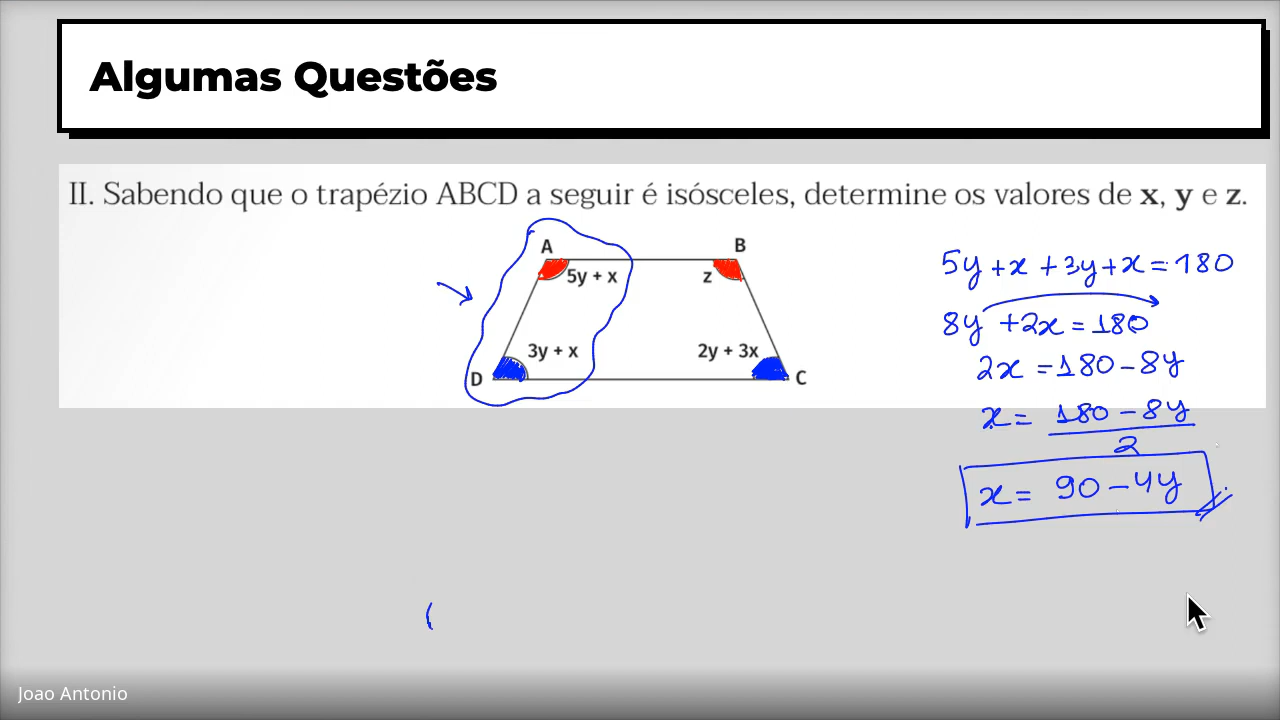 Algumas Questões
II. Sabendo que o trapézio ABCD a seguir é isósceles, determine os valores de x, y e z.
A
B
5y + x
z
3y + x
2y + 3x
D
C
5y + x + 3y + x = 180
8y + 2x = 180
2x = 180 - 8y
x = 180 - 8y
2
x = 90 - 4y
(
Joao Antonio